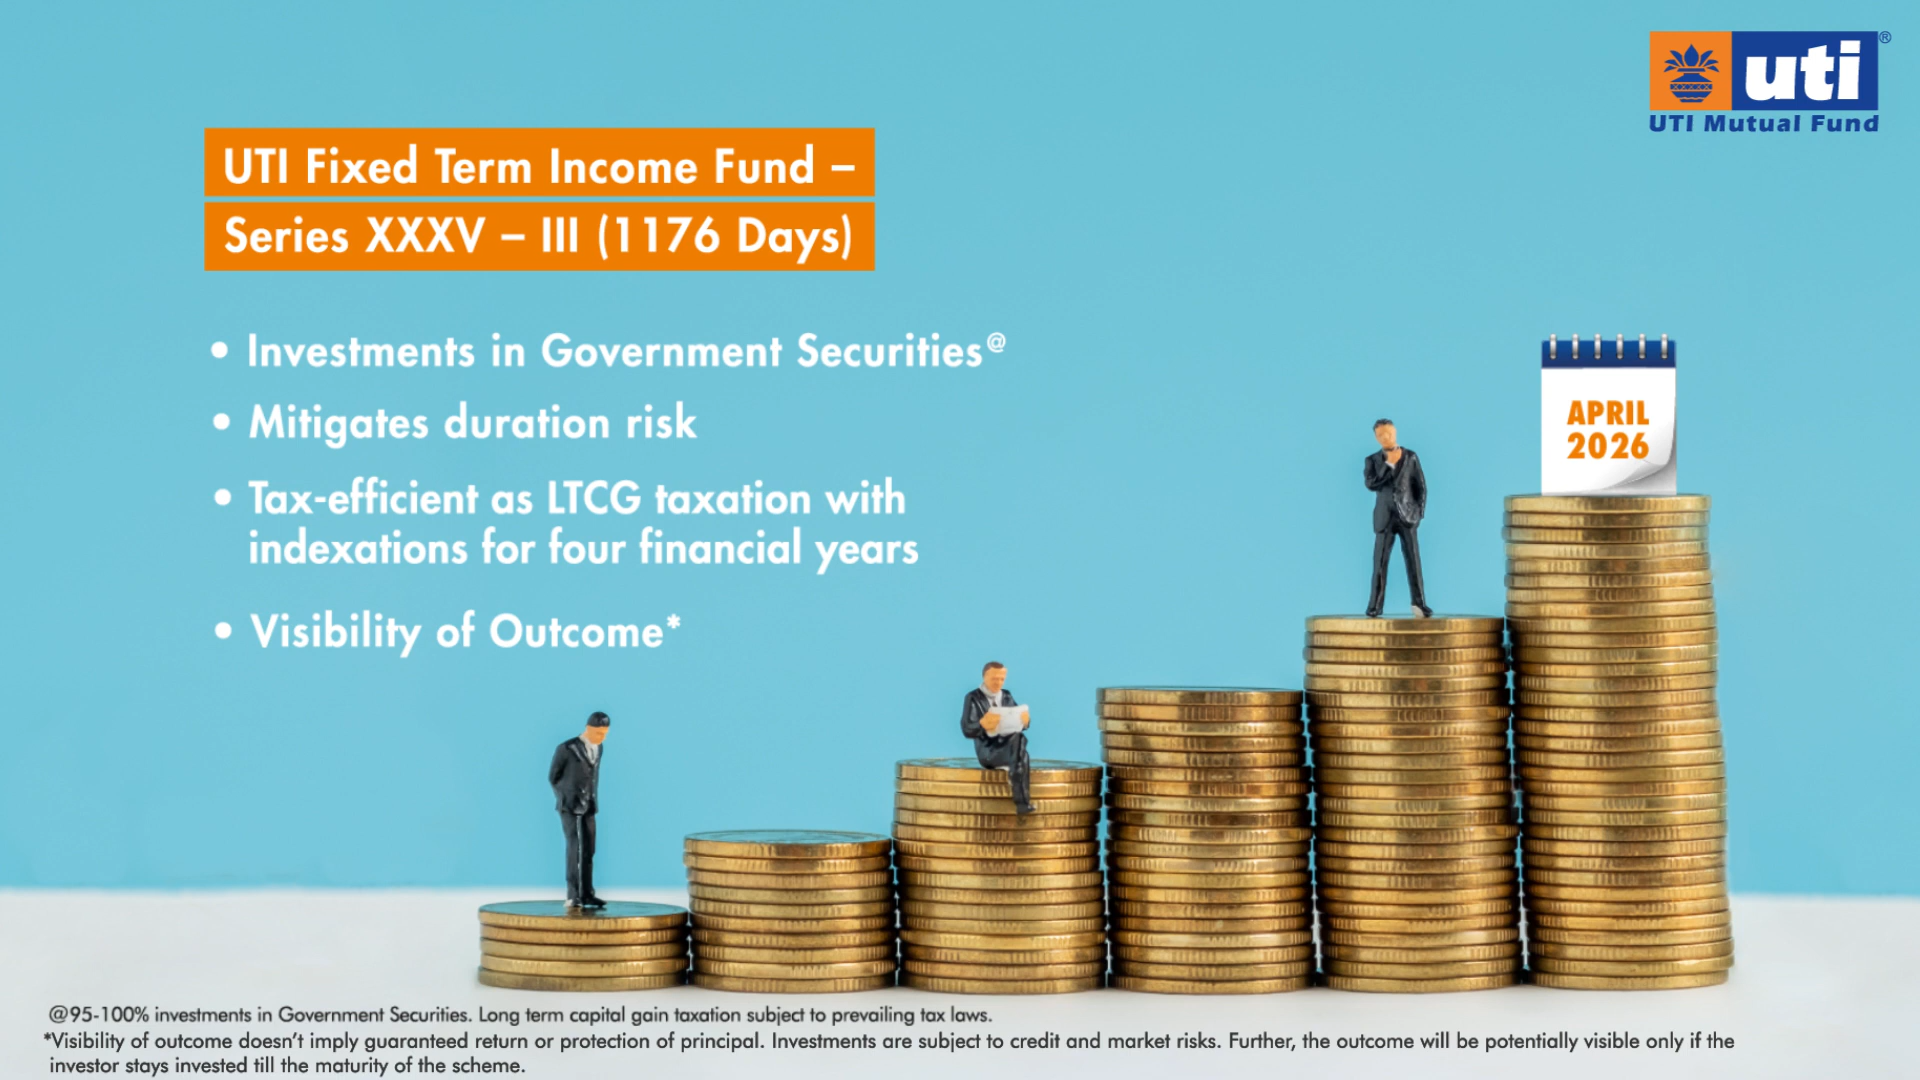 uti®
UTI Mutual Fund
UTI Fixed Term Income Fund –
Series XXXV – III (1176 Days)
• Investments in Government Securities@
• Mitigates duration risk
• Tax-efficient as LTCG taxation with
indexations for four financial years
• Visibility of Outcome*
APRIL
2026
@95-100% investments in Government Securities. Long term capital gain taxation subject to prevailing tax laws.
*Visibility of outcome doesn't imply guaranteed return or protection of principal. Investments are subject to credit and market risks. Further, the outcome will be potentially visible only if the
investor stays invested till the maturity of the scheme.